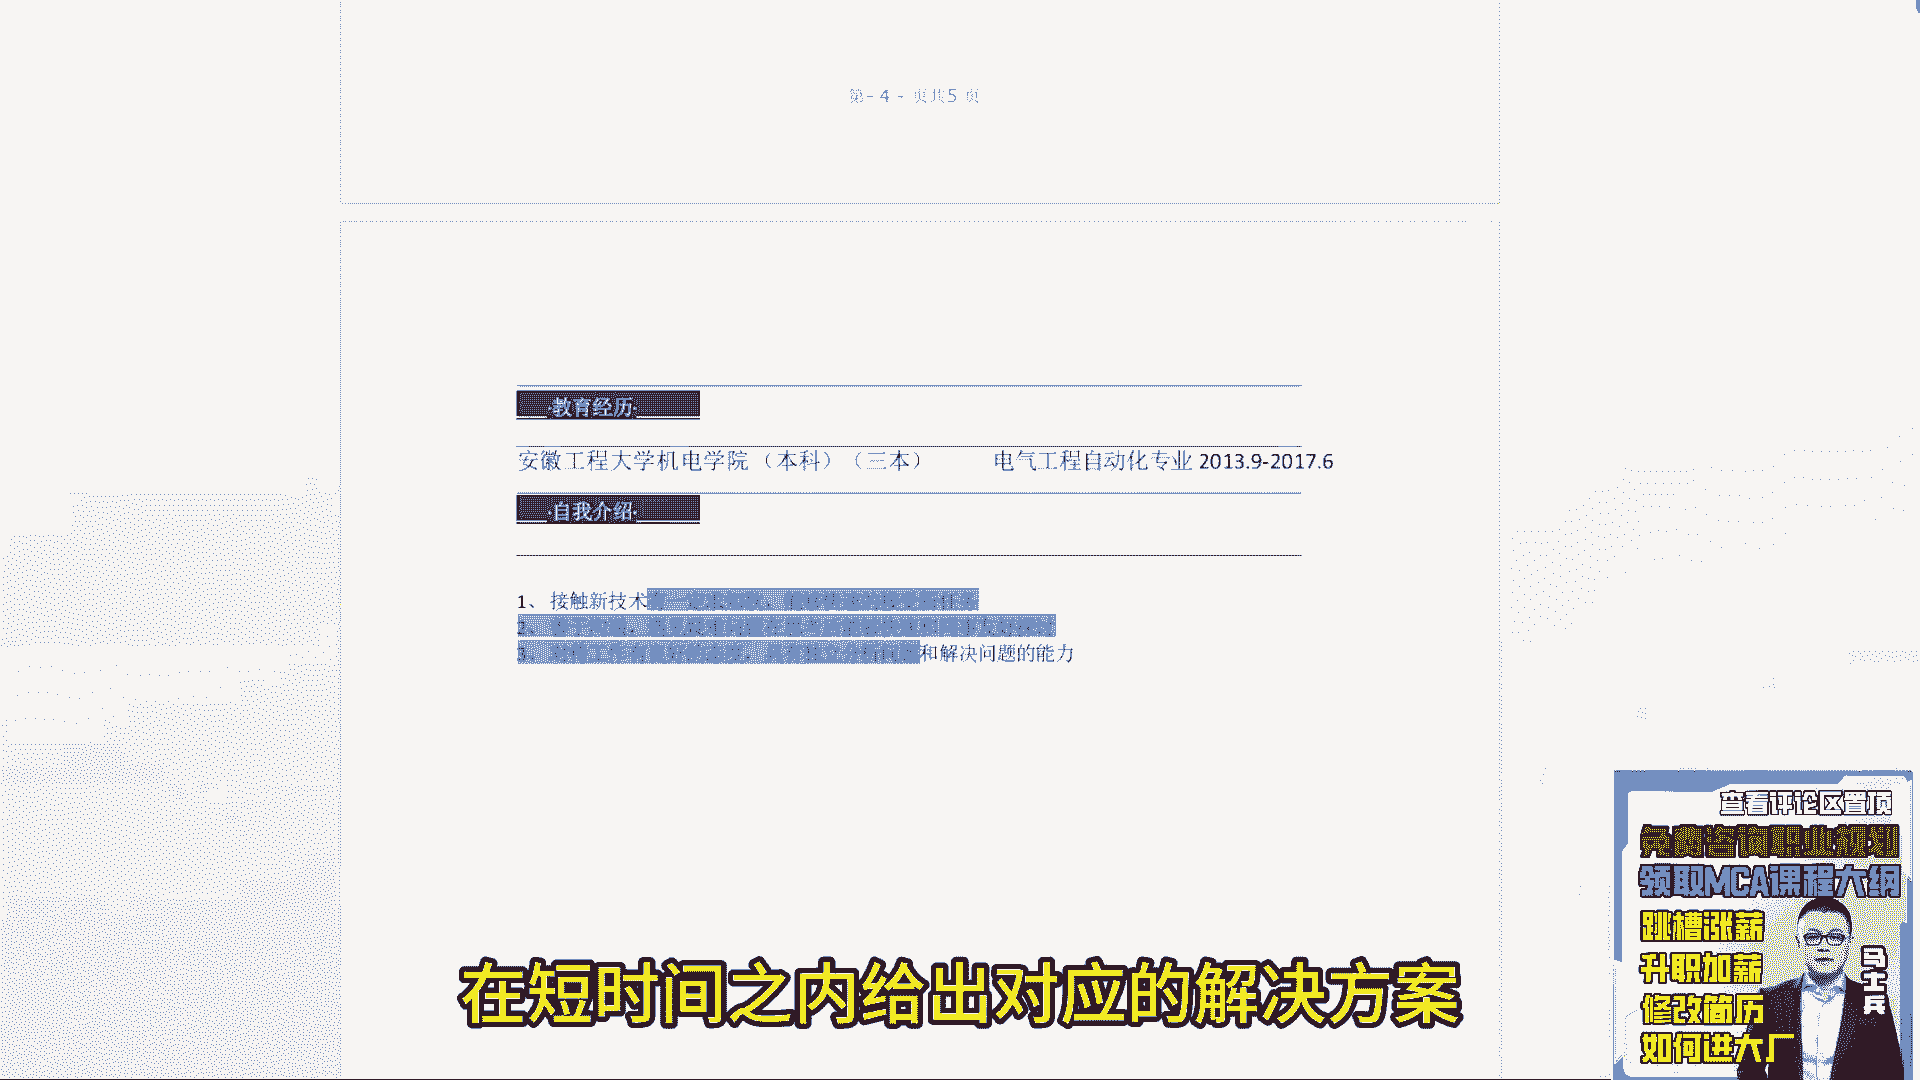 第- 4 - 页共5 页
·教育经历·
安徽工程大学机电学院（本科）（三本） 电气工程自动化专业 2013.9-2017.6
·自我介绍·
1、 接触新技术
2、
3、
和解决问题的能力
查看评论区置顶
免费咨询职业规划
领取MCA课程大纲
跳槽涨薪
升职加薪
修改简历
如何进大厂
马士兵
在短时间之内给出对应的解决方案